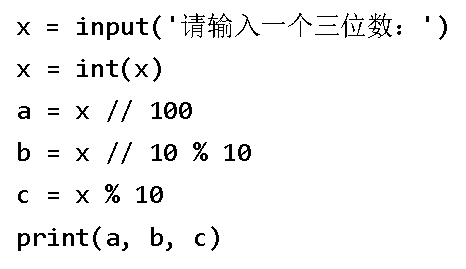 x = input('请输入一个三位数：')
x = int(x)
a = x // 100
b = x // 10 % 10
c = x % 10
print(a, b, c)